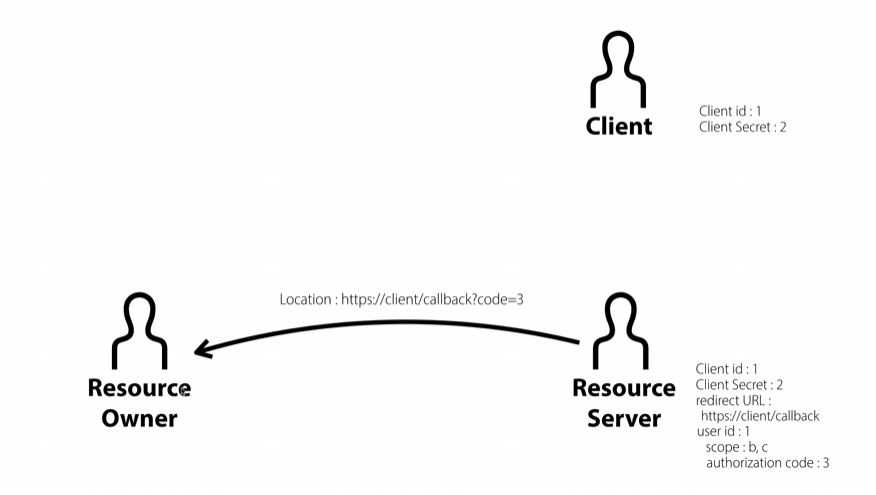 Client
Client id : 1
Client Secret : 2
Location : https://client/callback?code=3
Resource
Owner
Resource
Server
Client id : 1
Client Secret : 2
redirect URL :
https://client/callback
user id : 1
scope : b, c
authorization code : 3